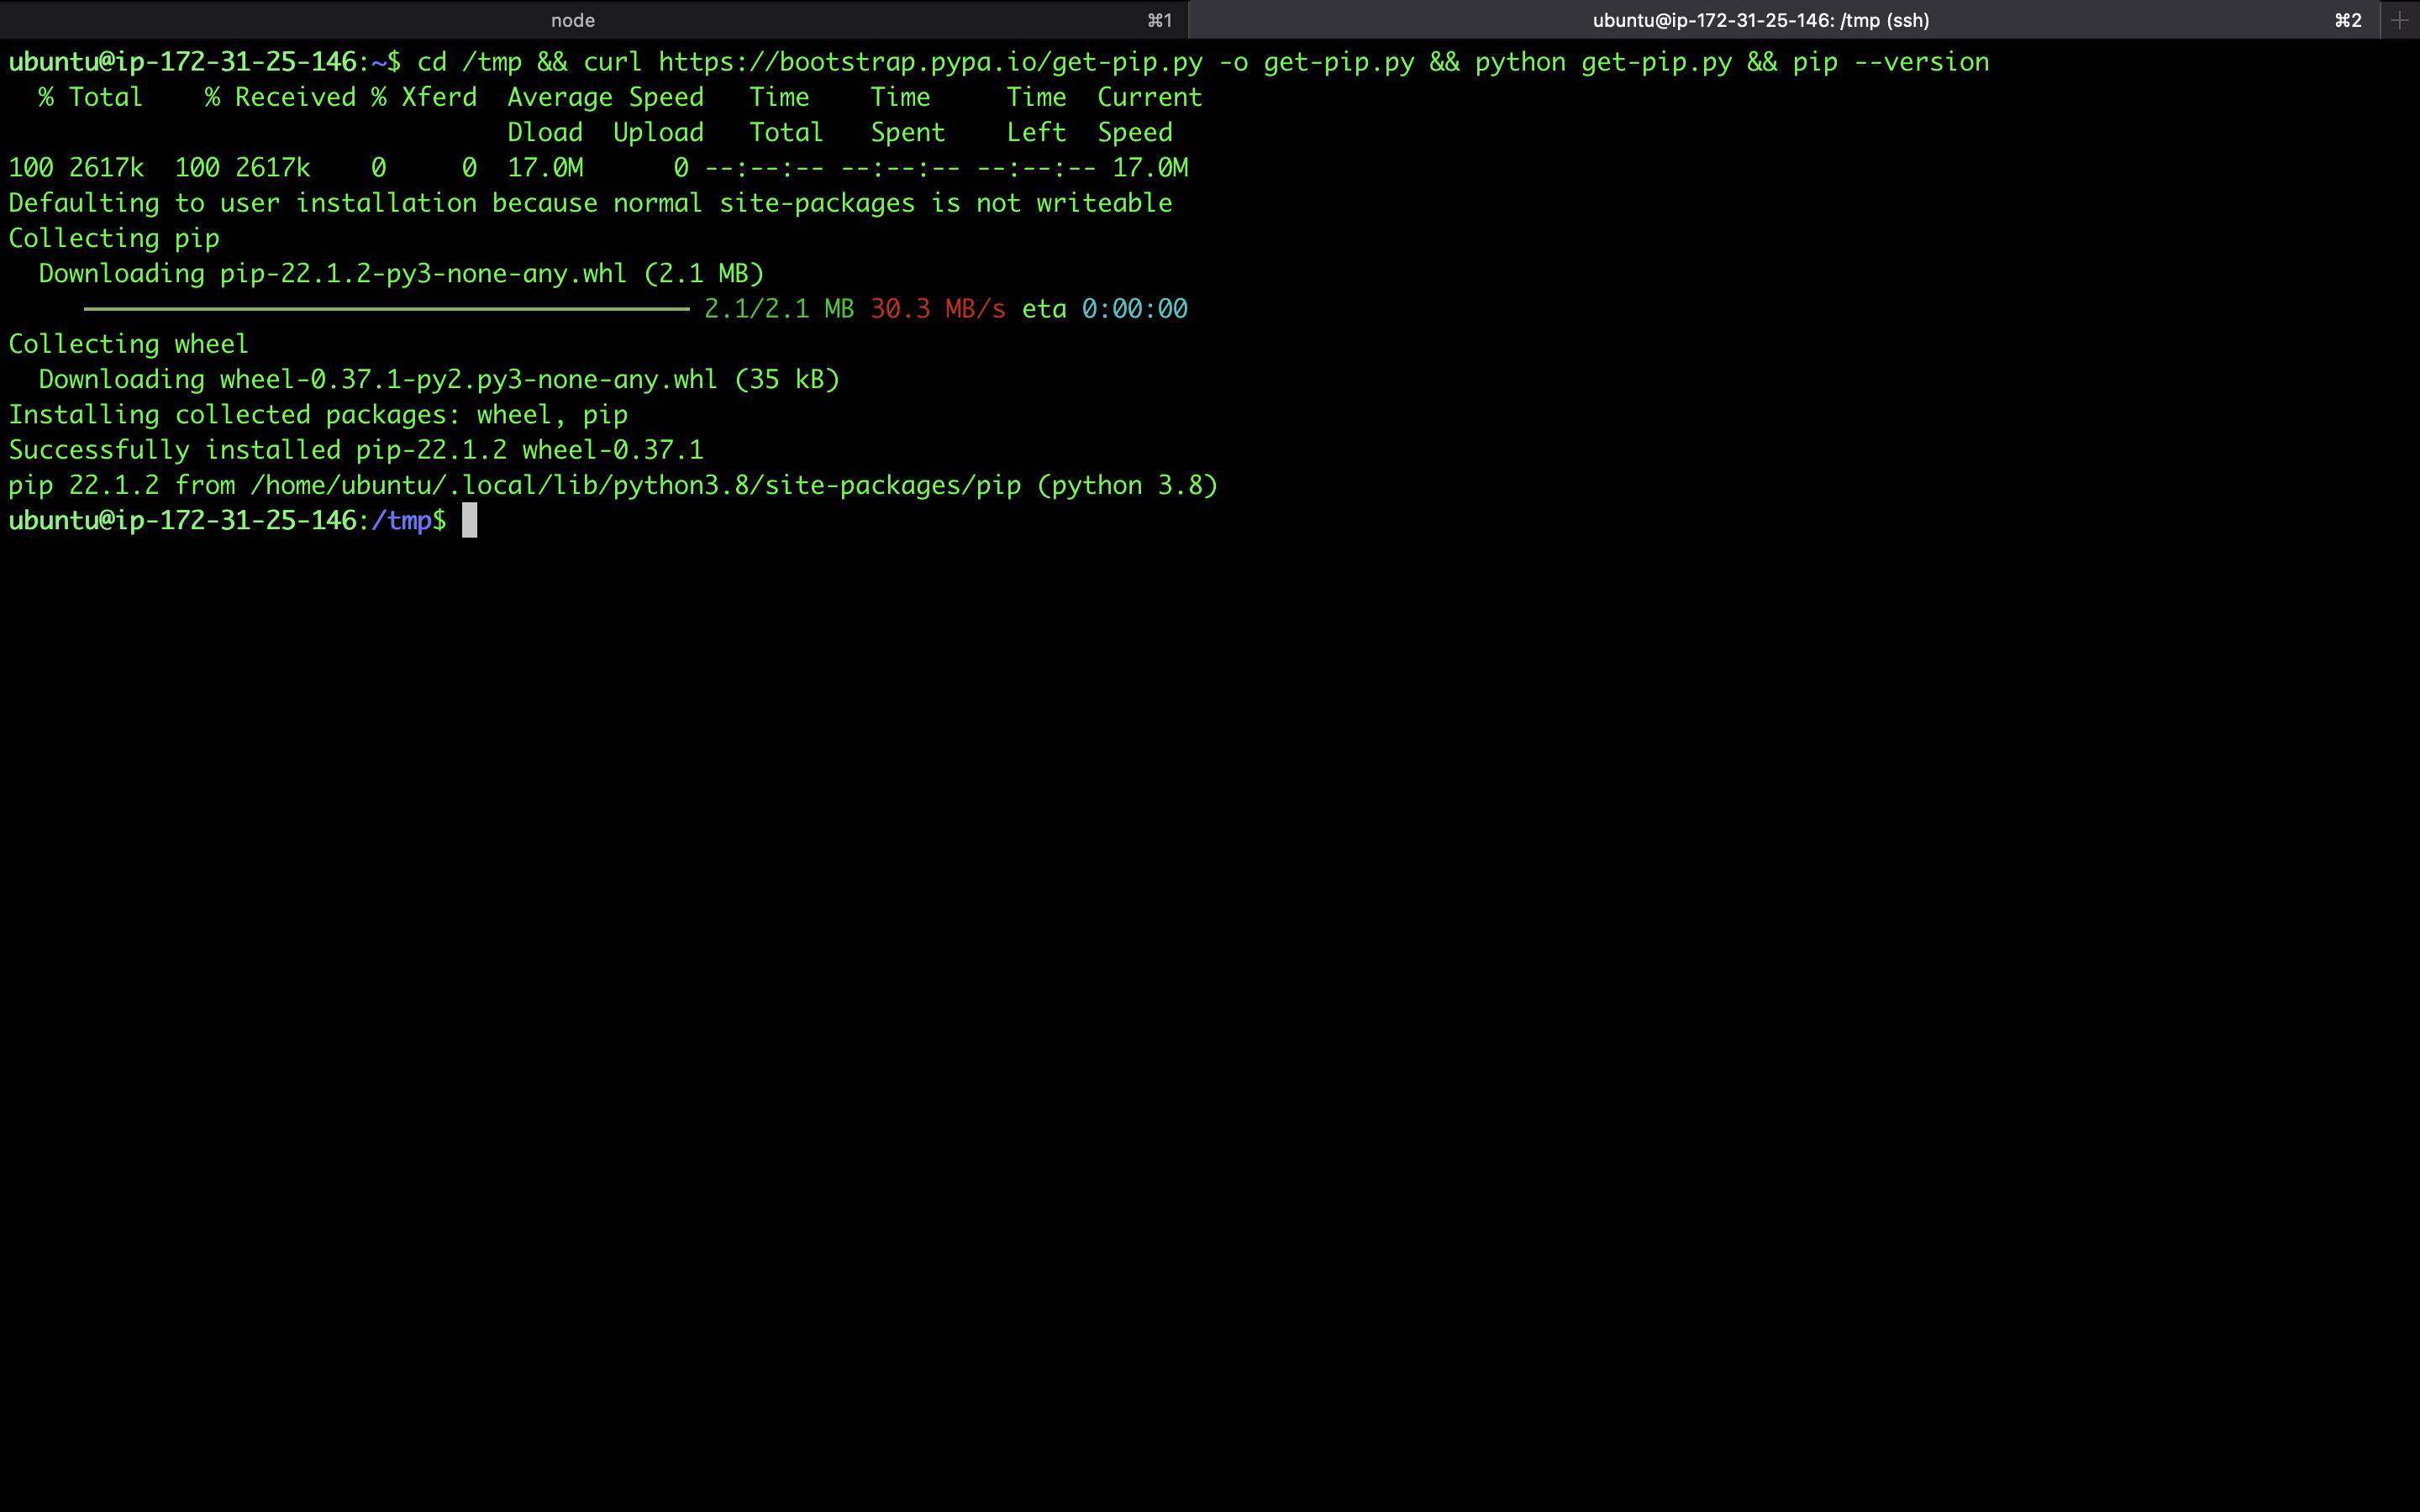 node ⌘1 ubuntu@ip-172-31-25-146: /tmp (ssh) ⌘2
ubuntu@ip-172-31-25-146:~$ cd /tmp && curl https://bootstrap.pypa.io/get-pip.py -o get-pip.py && python get-pip.py && pip --version
  % Total    % Received % Xferd  Average Speed   Time    Time     Time  Current
                                 Dload  Upload   Total   Spent    Left  Speed
100 2617k  100 2617k    0     0  17.0M      0 --:--:-- --:--:-- --:--:-- 17.0M
Defaulting to user installation because normal site-packages is not writeable
Collecting pip
  Downloading pip-22.1.2-py3-none-any.whl (2.1 MB)
     ━━━━━━━━━━━━━━━━━━━━━━━━━━━━━━━━━━━━━━━━ 2.1/2.1 MB 30.3 MB/s eta 0:00:00
Collecting wheel
  Downloading wheel-0.37.1-py2.py3-none-any.whl (35 kB)
Installing collected packages: wheel, pip
Successfully installed pip-22.1.2 wheel-0.37.1
pip 22.1.2 from /home/ubuntu/.local/lib/python3.8/site-packages/pip (python 3.8)
ubuntu@ip-172-31-25-146:/tmp$